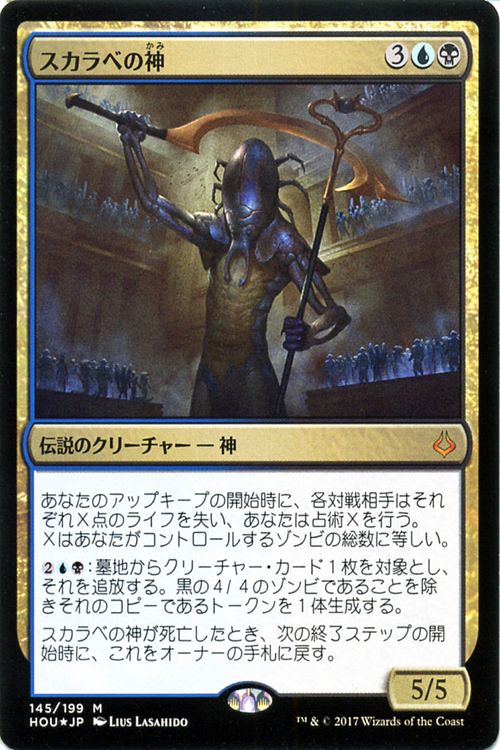 スカラベの神
かみ
3
伝説のクリーチャー — 神
あなたのアップキープの開始時に、各対戦相手はそれ
ぞれX点のライフを失い、あなたは占術Xを行う。
Xはあなたがコントロールするゾンビの総数に等しい。
2:墓地からクリーチャー・カード1枚を対象とし、
それを追放する。黒の4/4のゾンビであることを除
きそれのコピーであるトークンを1体生成する。
スカラベの神が死亡したとき、次の終了ステップの開
始時に、これをオーナーの手札に戻す。
5/5
145/199 M
HOU★JP Lius Lasahido
™ & © 2017 Wizards of the Coast